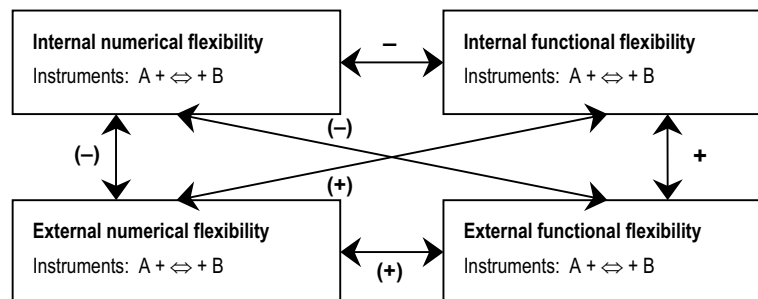 Internal numerical flexibility
Instruments: A + ⇔ + B
–
Internal functional flexibility
Instruments: A + ⇔ + B
(–)
(–)
(+)
+
External numerical flexibility
Instruments: A + ⇔ + B
(+)
External functional flexibility
Instruments: A + ⇔ + B